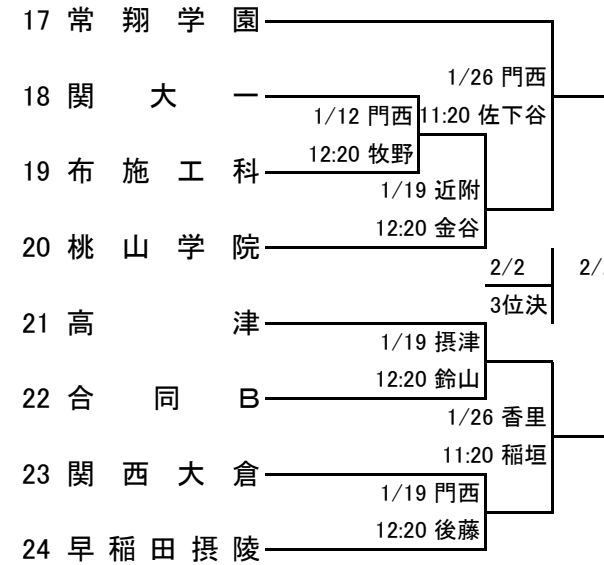 17 常翔学園
1/26 門西
18 関大一
1/12 門西
11:20 佐下谷
12:20 牧野
19 布施工科
1/19 近附
12:20 金谷
20 桃山学院
2/2
2/
3位決
21 高津
1/19 摂津
12:20 鈴山
22 合同B
1/26 香里
11:20 稲垣
23 関西大倉
1/19 門西
12:20 後藤
24 早稲田摂陵